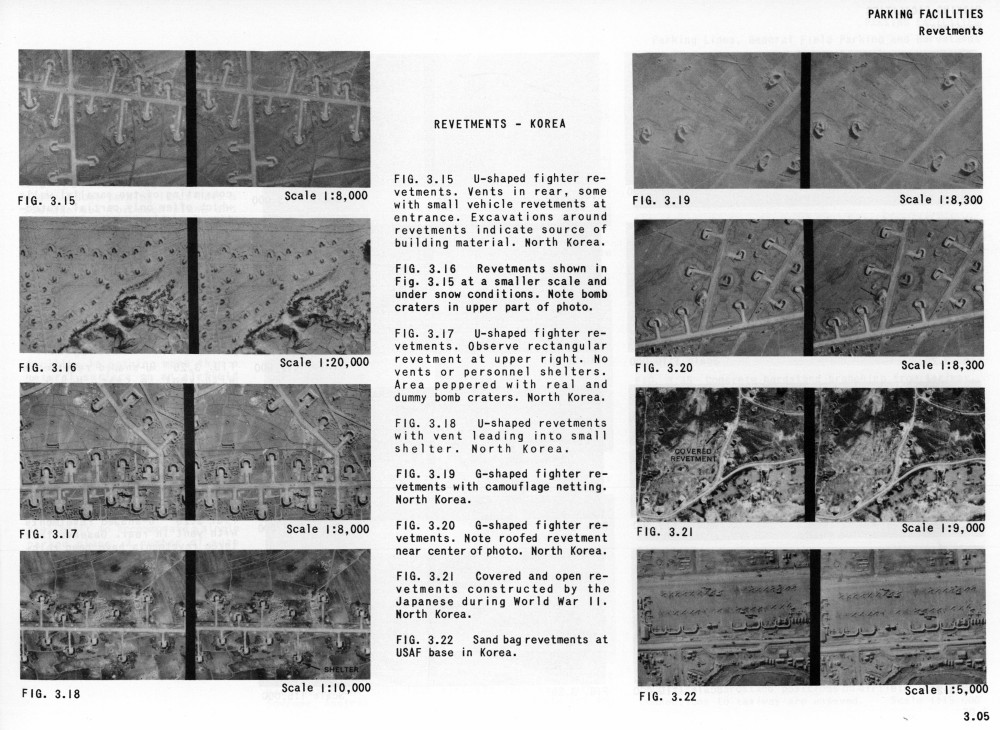 PARKING FACILITIES
Revetments
FIG. 3.15
Scale 1:8,000
FIG. 3.16
Scale 1:20,000
FIG. 3.17
Scale 1:8,000
SHELTER
FIG. 3.18
Scale 1:10,000
REVETMENTS - KOREA
FIG. 3.15 U-shaped fighter re-
vetments. Vents in rear, some
with small vehicle revetments at
entrance. Excavations around
revetments indicate source of
building material. North Korea.
FIG. 3.16 Revetments shown in
Fig. 3.15 at a smaller scale and
under snow conditions. Note bomb
craters in upper part of photo.
FIG. 3.17 U-shaped fighter re-
vetments. Observe rectangular
revetment at upper right. No
vents or personnel shelters.
Area peppered with real and
dummy bomb craters. North Korea.
FIG. 3.18 U-shaped revetments
with vent leading into small
shelter. North Korea.
FIG. 3.19 G-shaped fighter re-
vetments with camouflage netting.
North Korea.
FIG. 3.20 G-shaped fighter re-
vetments. Note roofed revetment
near center of photo. North Korea.
FIG. 3.21 Covered and open re-
vetments constructed by the
Japanese during World War II.
North Korea.
FIG. 3.22 Sand bag revetments at
USAF base in Korea.
FIG. 3.19
Scale 1:8,300
FIG. 3.20
Scale 1:8,300
COVERED
REVETMENT
FIG. 3.21
Scale 1:9,000
FIG. 3.22
Scale 1:5,000
3.05